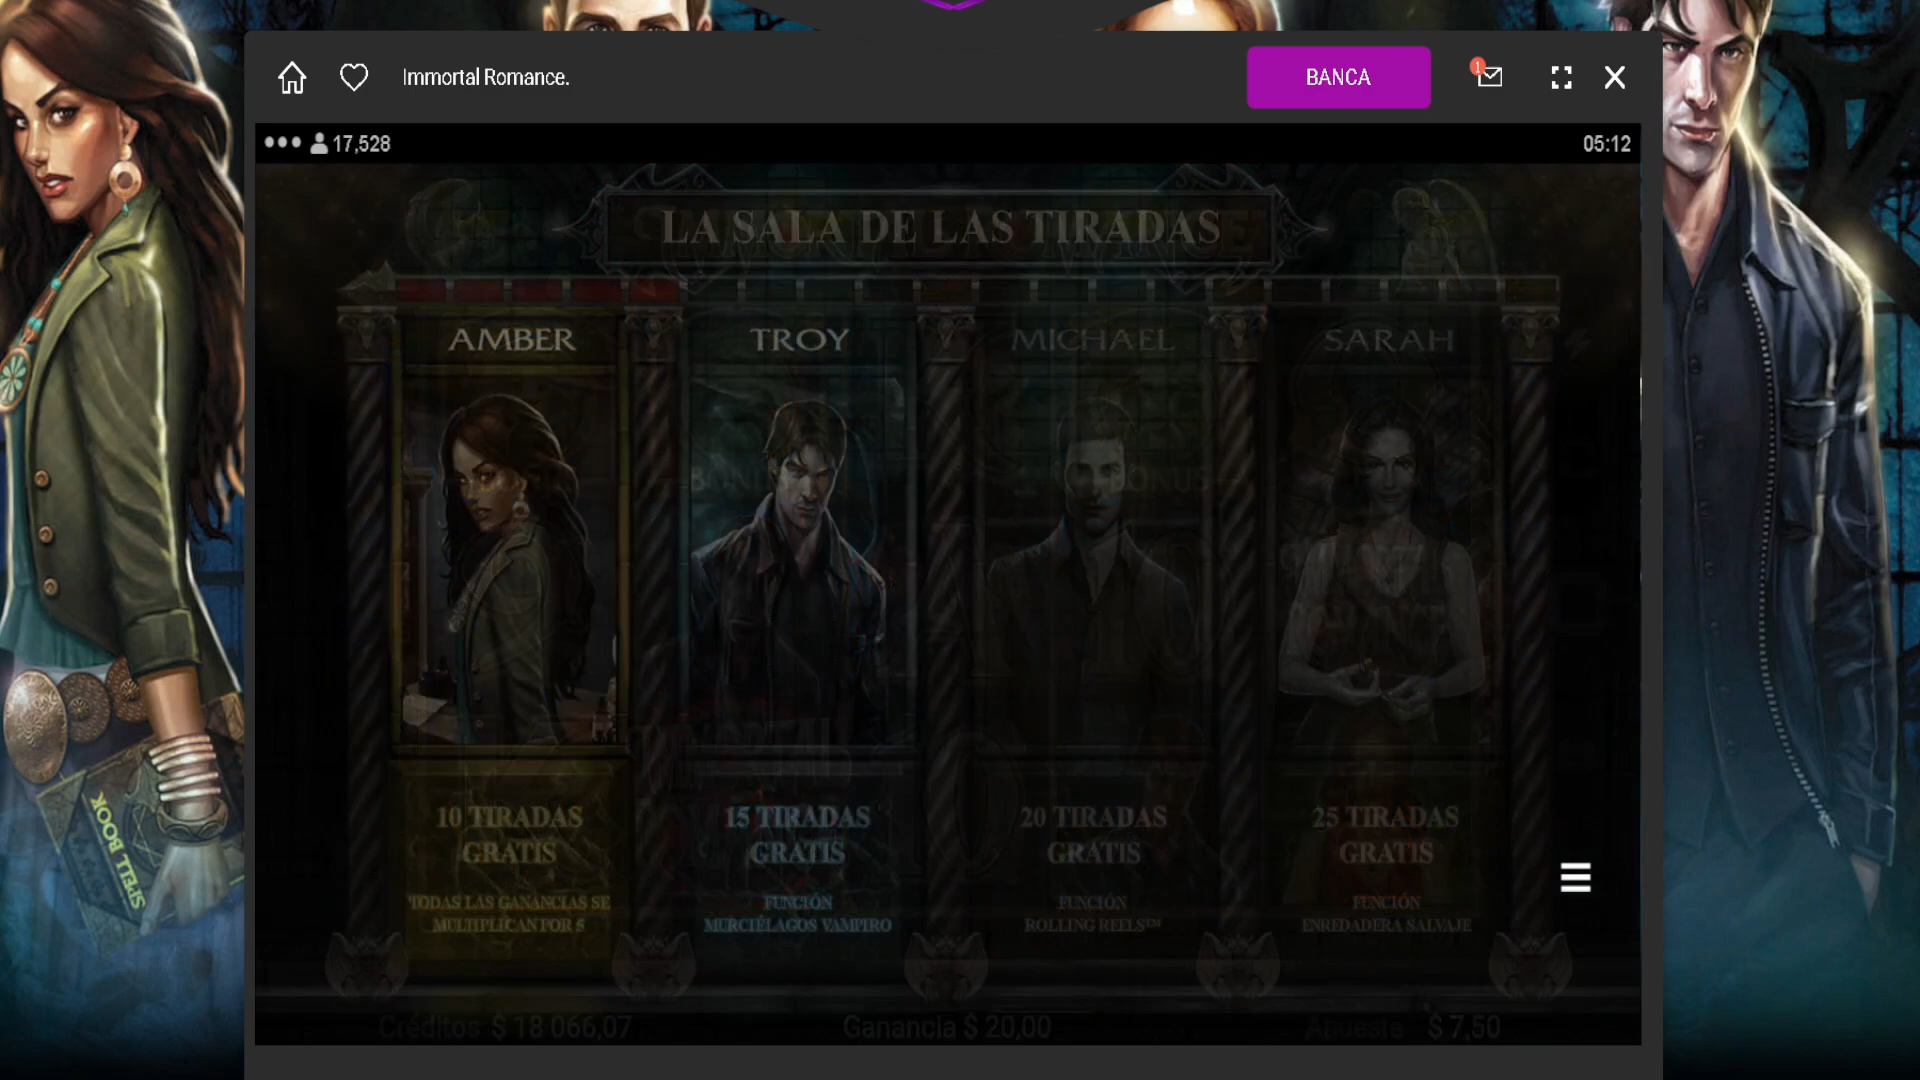 Immortal Romance.
BANCA
1
17,528
05:12
LA SALA DE LAS TIRADAS
AMBER
TROY
MICHAEL
SARAH
BONUS
10 TIRADAS
GRATIS
TODAS LAS GANANCIAS SE
MULTIPLICAN POR 5
15 TIRADAS
GRATIS
FUNCIÓN
MURCIÉLAGOS VAMPIRO
20 TIRADAS
GRATIS
FUNCIÓN
ROLLING REELS™
25 TIRADAS
GRATIS
FUNCIÓN
ENREDADERA SALVAJE
SPELL BOOK
Créditos $ 18 066,07
Ganancia $ 20,00
Apuesta $ 7,50